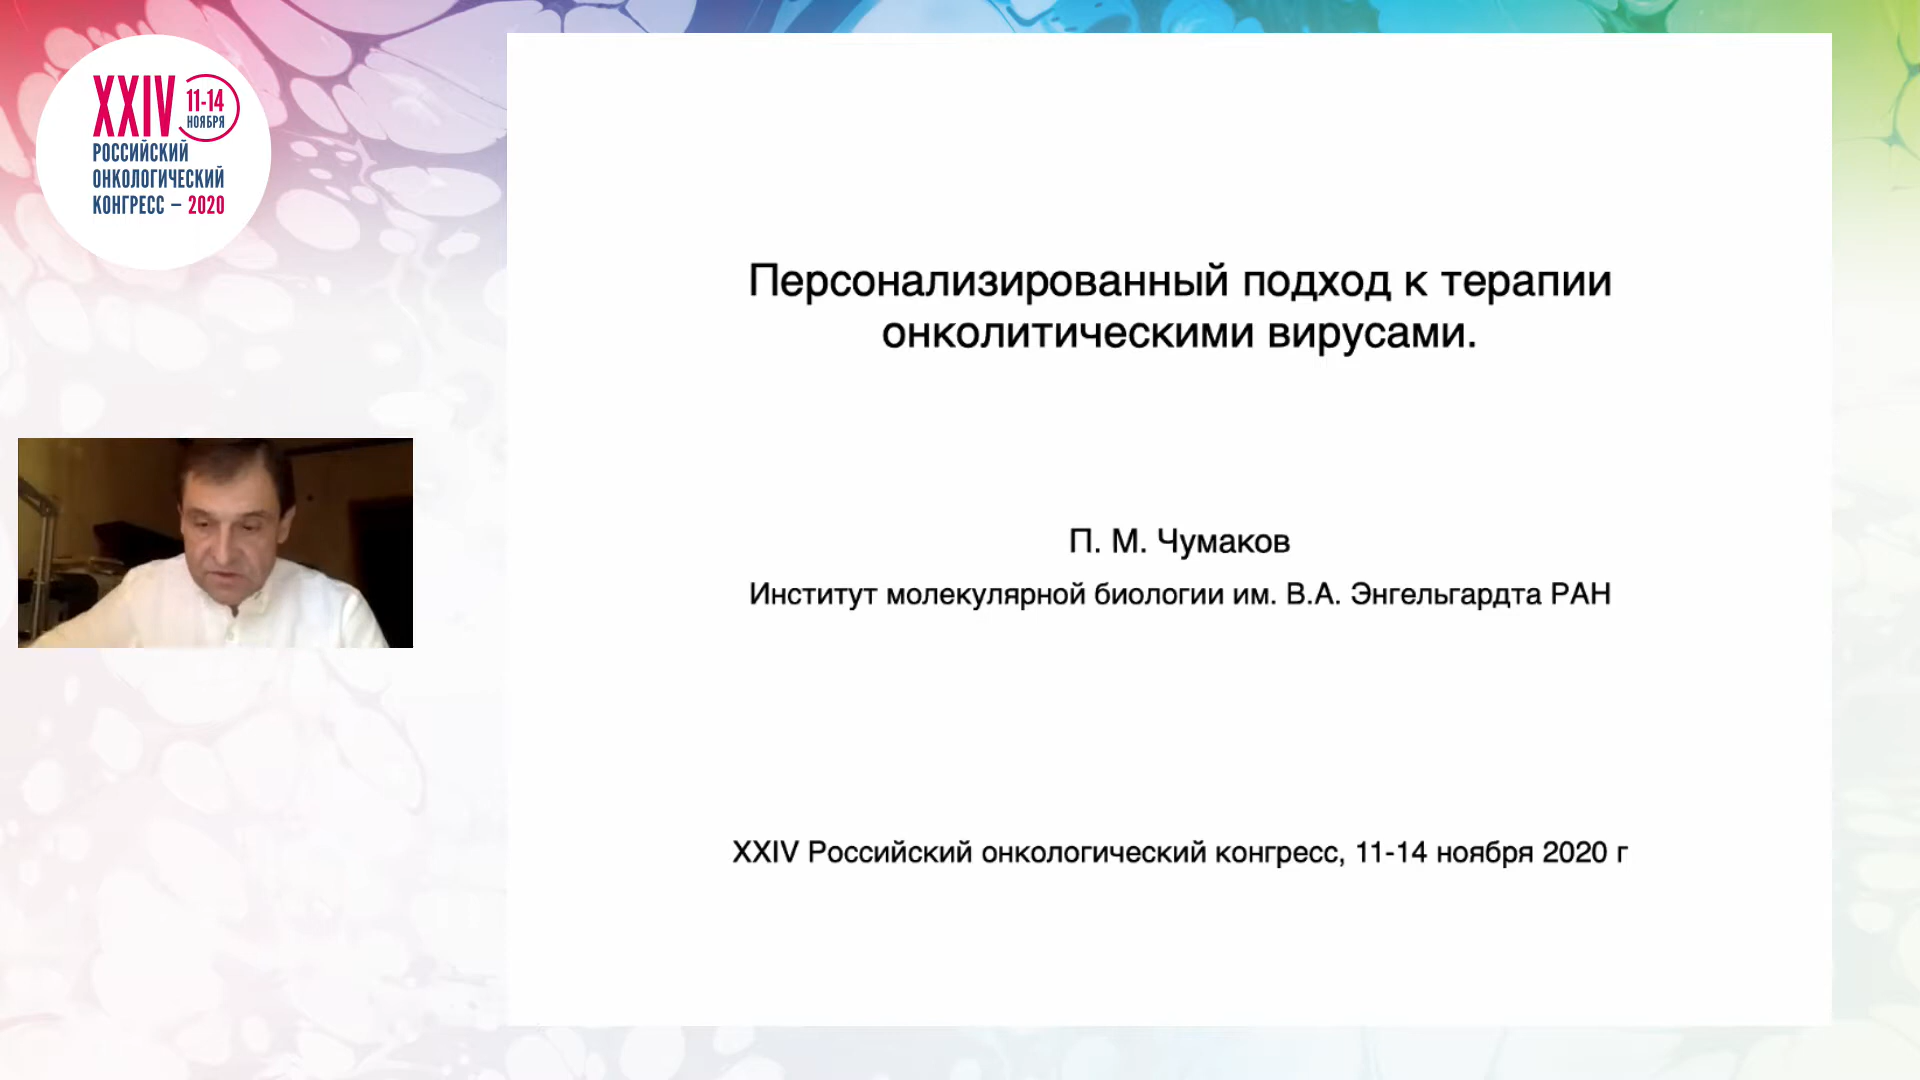 XXIV 11-14
НОЯБРЯ
РОССИЙСКИЙ
ОНКОЛОГИЧЕСКИЙ
КОНГРЕСС – 2020
Персонализированный подход к терапии
онколитическими вирусами.
П. М. Чумаков
Институт молекулярной биологии им. В.А. Энгельгардта РАН
XXIV Российский онкологический конгресс, 11-14 ноября 2020 г